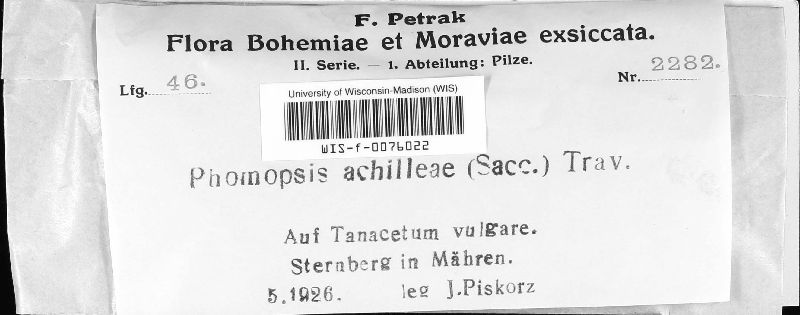 F. Petrak
Flora Bohemiae et Moraviae exsiccata.
II. Serie. — 1. Abteilung: Pilze.
Lfg. 46.
Nr. 2282.
University of Wisconsin-Madison (WIS)
WIS-f-0076022
Phomopsis achilleae (Sacc.) Trav.
Auf Tanacetum vulgare.
Sternberg in Mähren.
5.1926. leg J.Piskorz